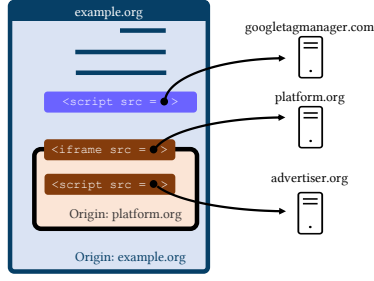 example.org
googletagmanager.com
<script src = >
platform.org
<iframe src = >
<script src = >
advertiser.org
Origin: platform.org
Origin: example.org